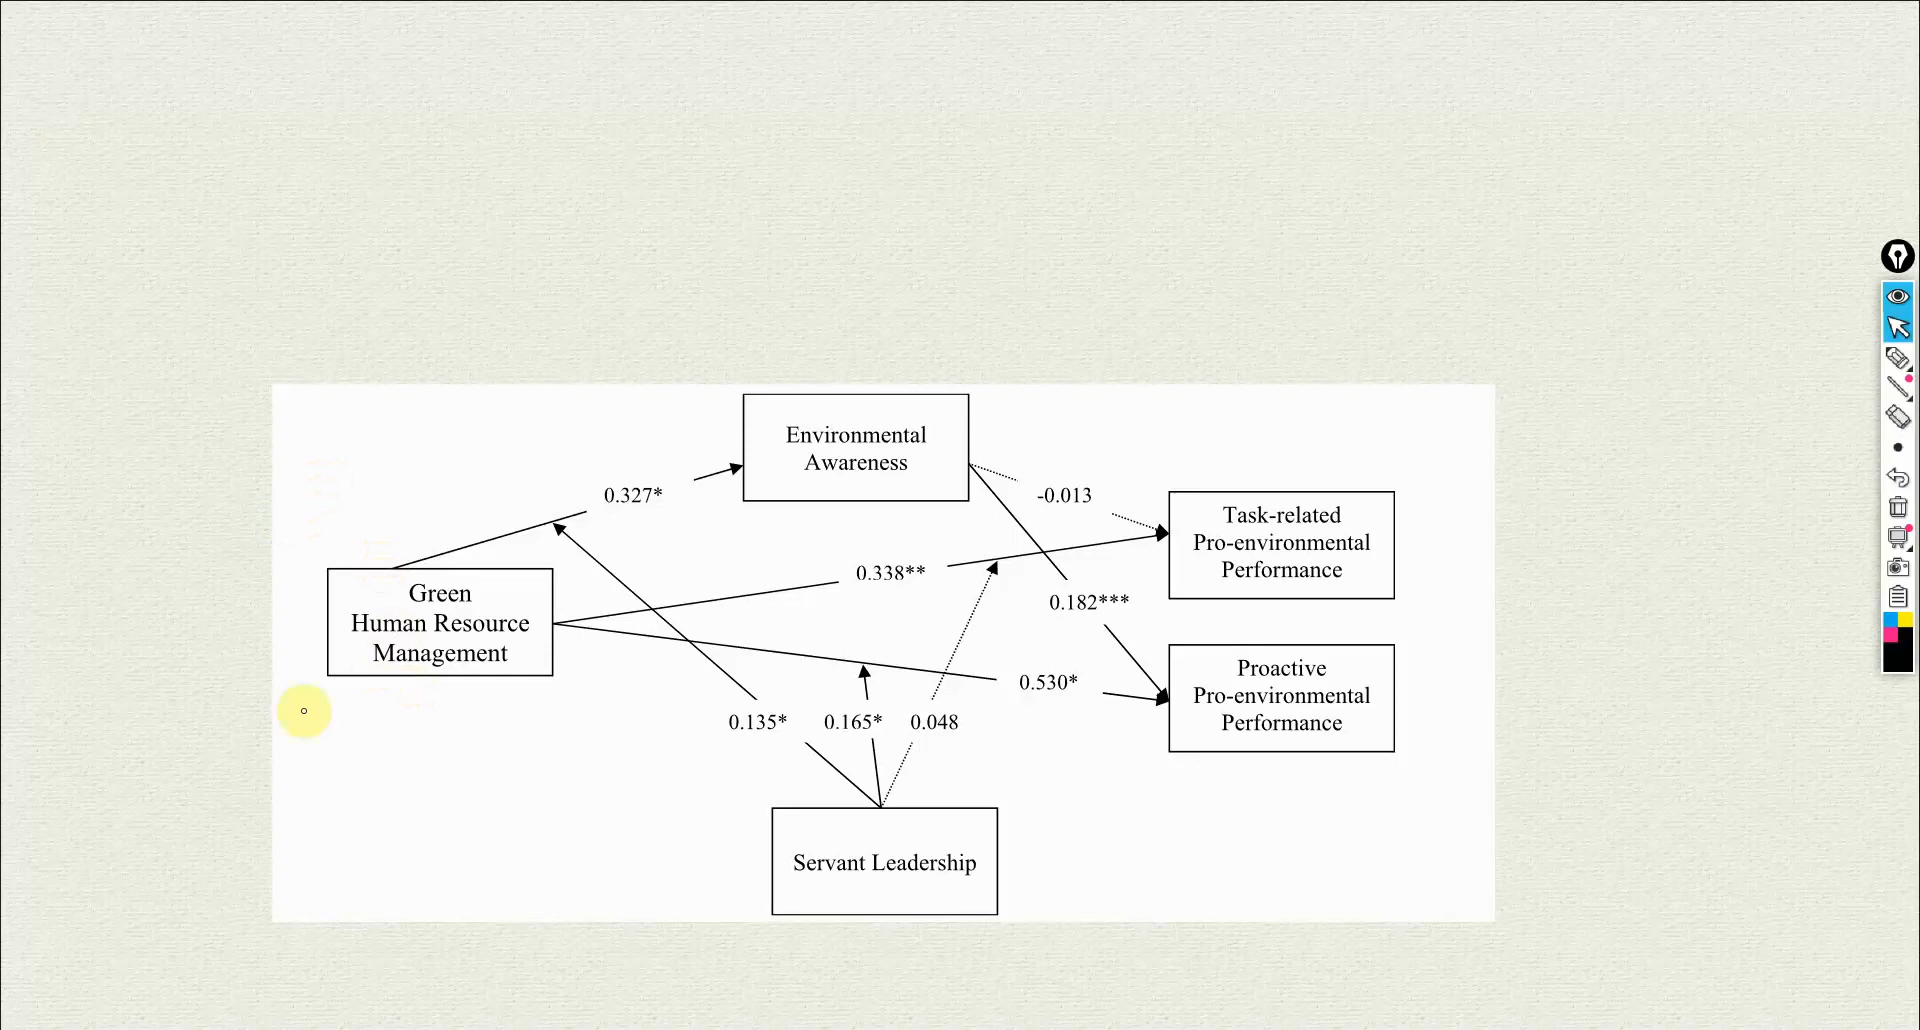 Environmental
Awareness
0.327*
-0.013
Task-related
Pro-environmental
Performance
0.338**
Green
Human Resource
Management
0.182***
Proactive
Pro-environmental
Performance
0.530*
0.135*
0.165*
0.048
Servant Leadership